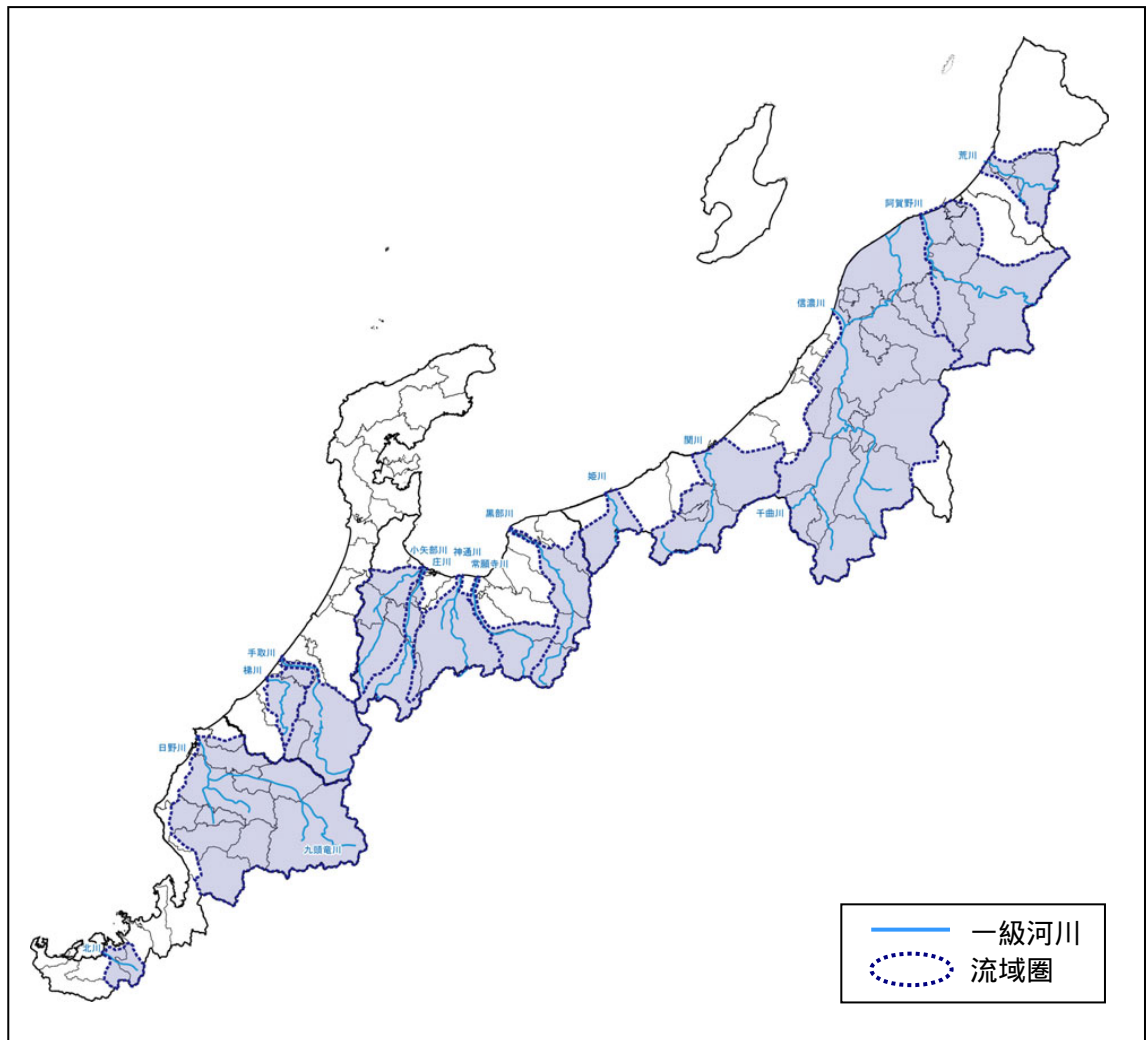 荒川
阿賀野川
信濃川
関川
姫川
千曲川
黒部川
小矢部川
神通川
庄川
常願寺川
手取川
梯川
日野川
九頭竜川
北川
一級河川
流域圏